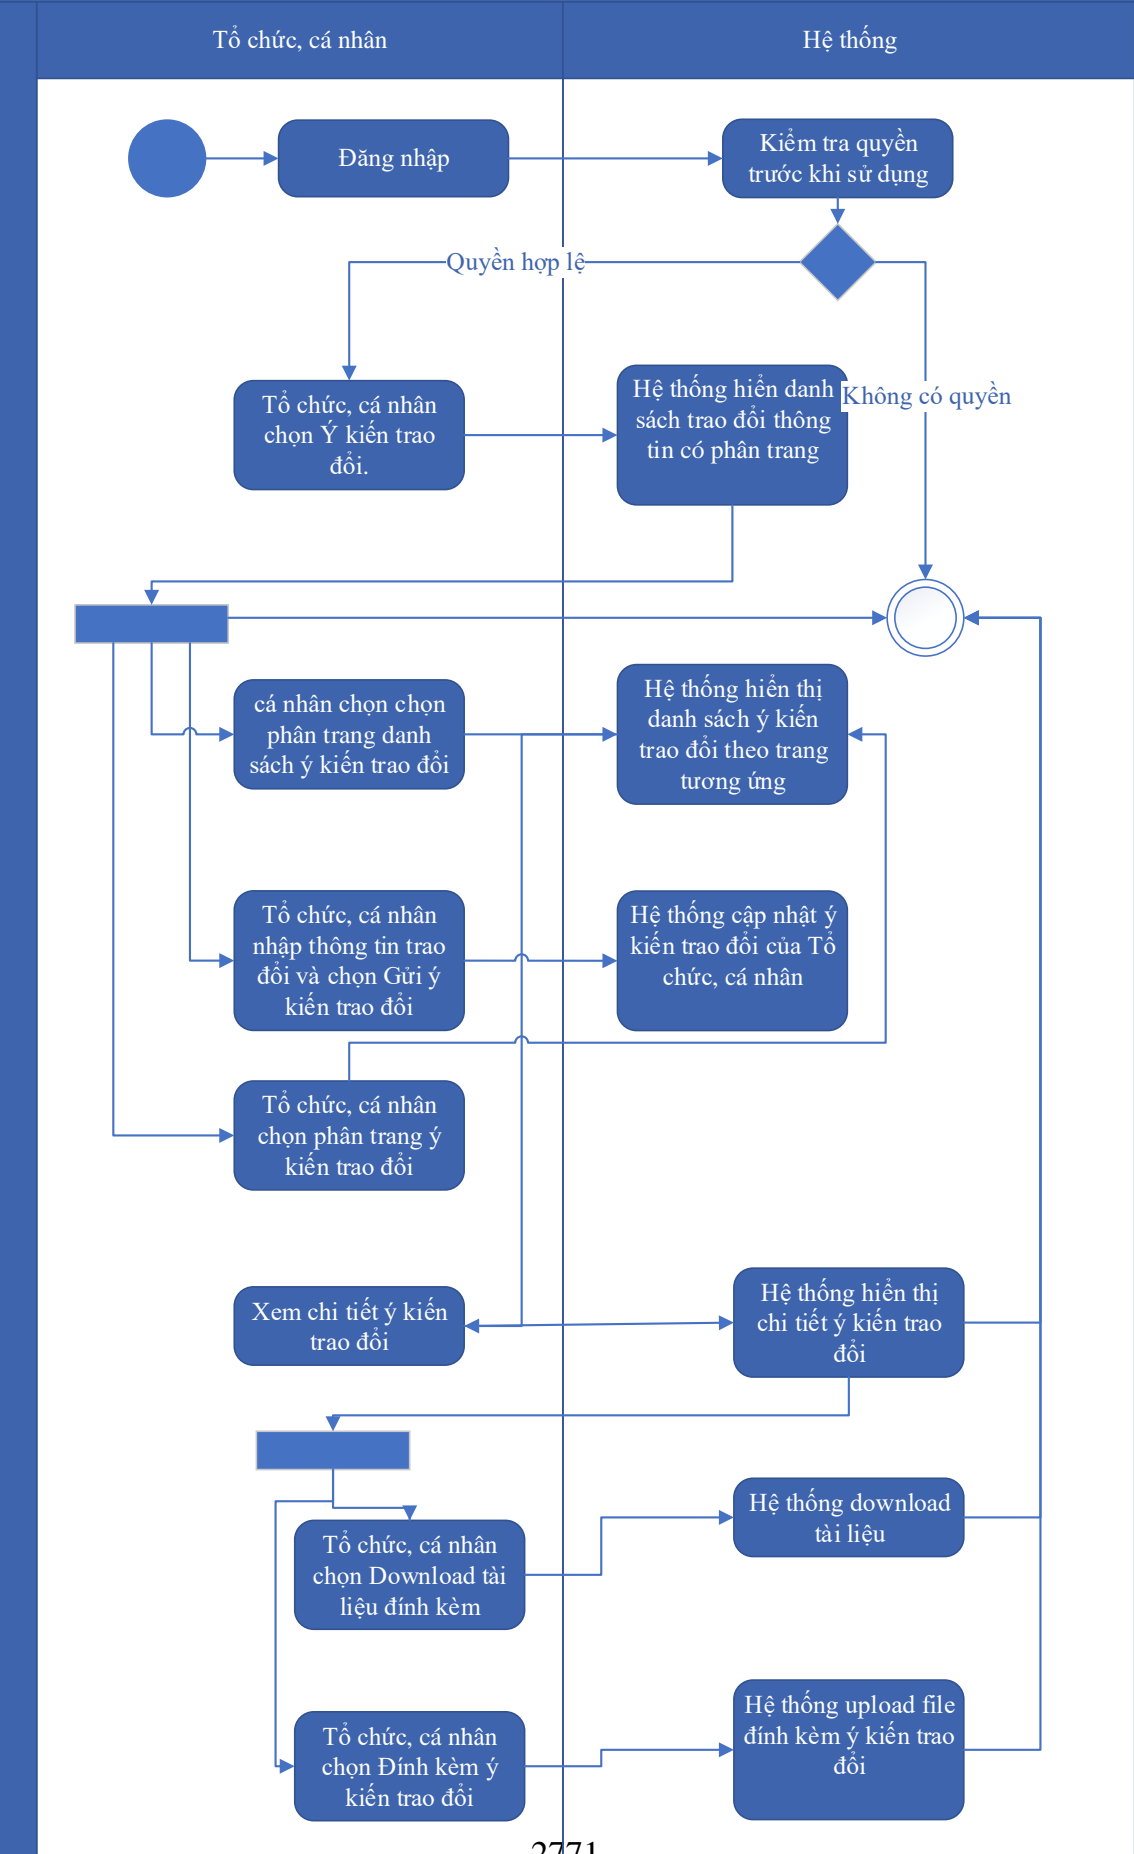 Tổ chức, cá nhân
Hệ thống
Đăng nhập
Kiểm tra quyền
trước khi sử dụng
Quyền hợp lệ
Không có quyền
Tổ chức, cá nhân
chọn Ý kiến trao
đổi.
Hệ thống hiển danh
sách trao đổi thông
tin có phân trang
cá nhân chọn chọn
phân trang danh
sách ý kiến trao đổi
Hệ thống hiển thị
danh sách ý kiến
trao đổi theo trang
tương ứng
Tổ chức, cá nhân
nhập thông tin trao
đổi và chọn Gửi ý
kiến trao đổi
Hệ thống cập nhật ý
kiến trao đổi của Tổ
chức, cá nhân
Tổ chức, cá nhân
chọn phân trang ý
kiến trao đổi
Xem chi tiết ý kiến
trao đổi
Hệ thống hiển thị
chi tiết ý kiến trao
đổi
Tổ chức, cá nhân
chọn Download tài
liệu đính kèm
Hệ thống download
tài liệu
Tổ chức, cá nhân
chọn Đính kèm ý
kiến trao đổi
Hệ thống upload file
đính kèm ý kiến trao
đổi
2771